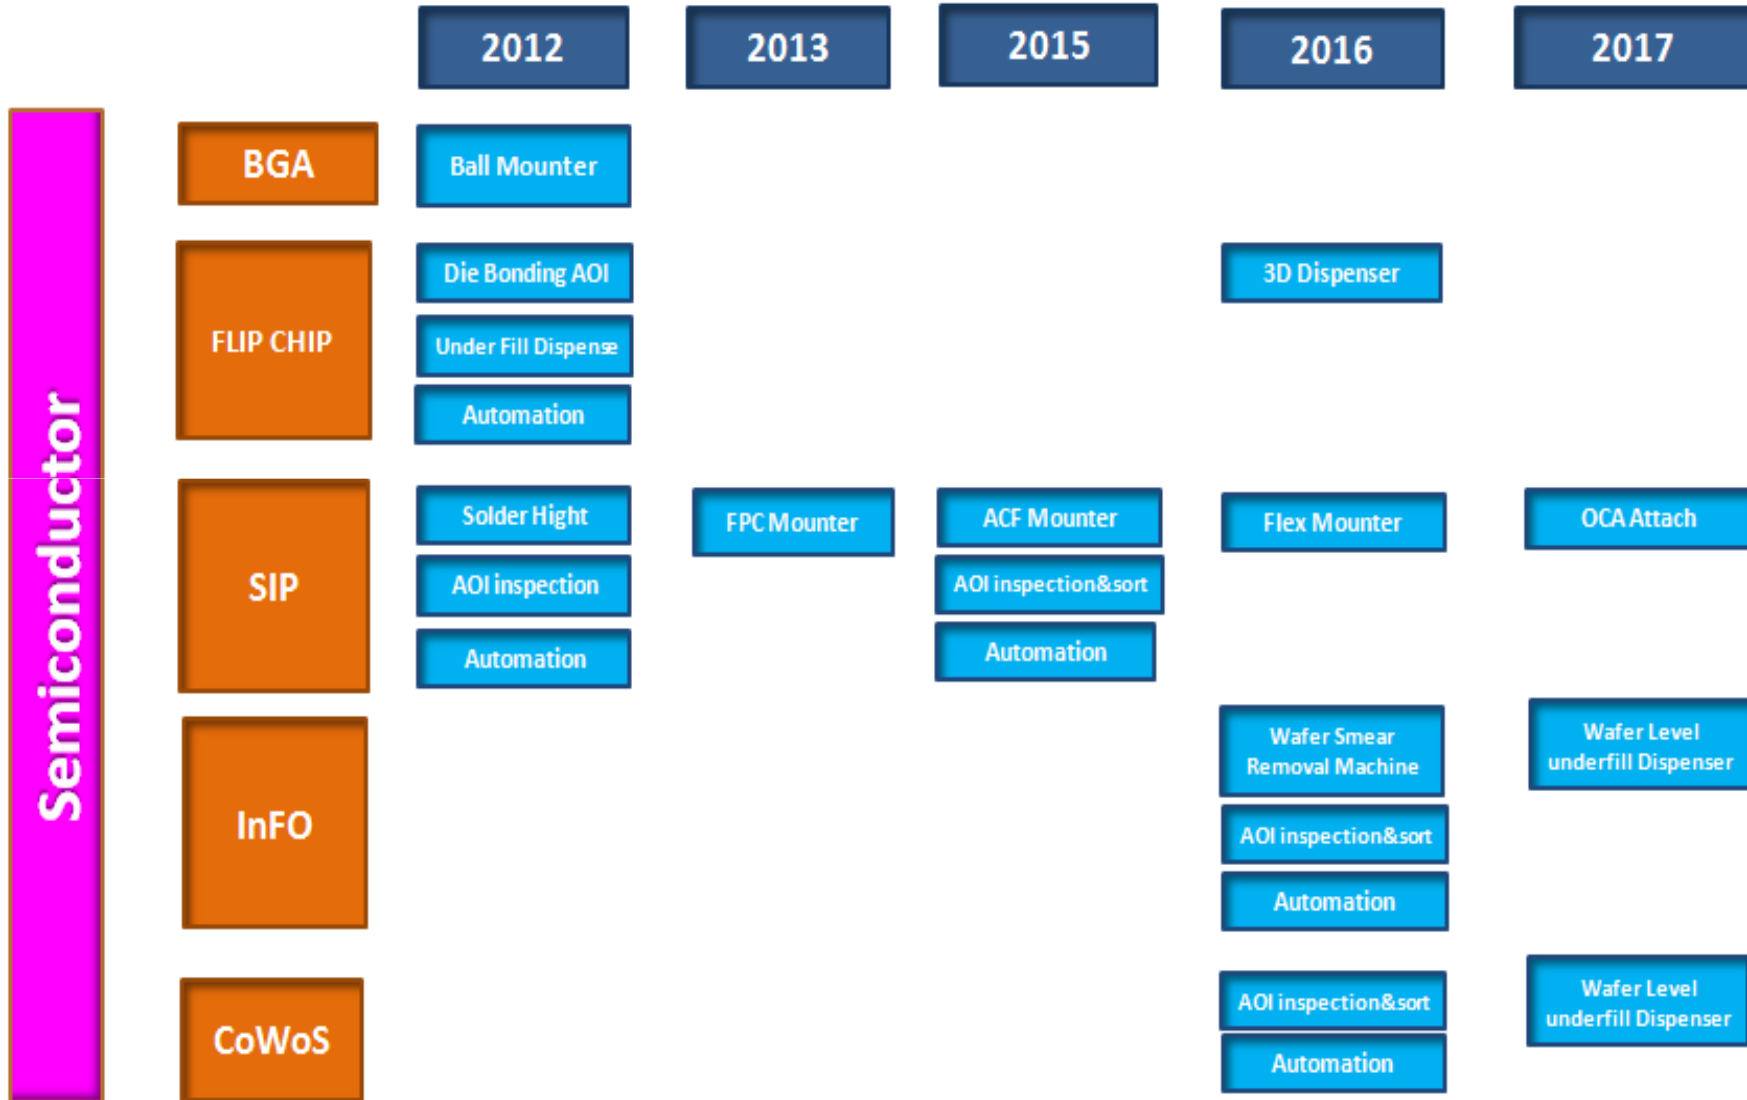 2012
2013
2015
2016
2017
Semiconductor
BGA
Ball Mounter
FLIP CHIP
Die Bonding AOI
3D Dispenser
Under Fill Dispense
Automation
SIP
Solder Hight
FPC Mounter
ACF Mounter
Flex Mounter
OCA Attach
AOI inspection
AOI inspection&sort
Automation
Automation
InFO
Wafer Smear
Removal Machine
Wafer Level
underfill Dispenser
AOI inspection&sort
Automation
CoWoS
AOI inspection&sort
Wafer Level
underfill Dispenser
Automation